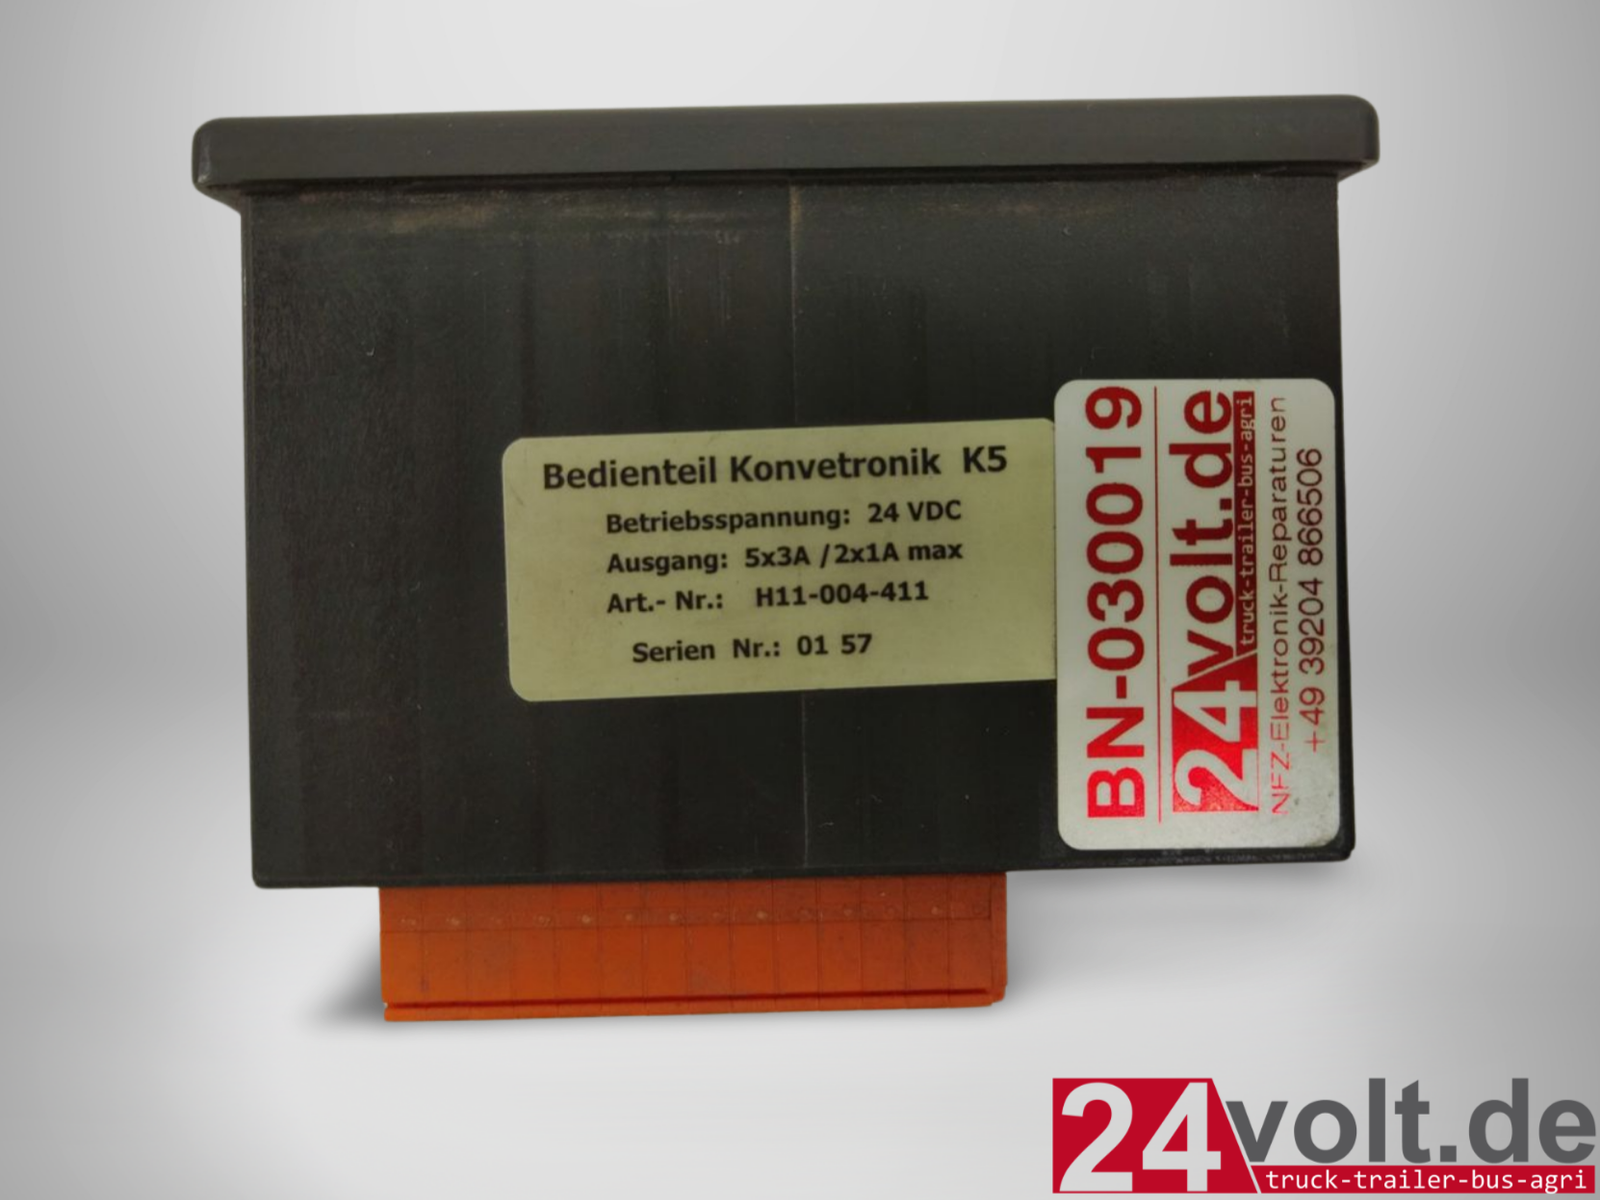 Bedienteil Konvetronik K5
Betriebsspannung: 24 VDC
Ausgang: 5x3A /2x1A max
Art.- Nr.: H11-004-411
Serien Nr.: 01 57
BN-030019
24volt.de
truck-trailer-bus-agri
NFZ-Elektronik-Reparaturen
+49 39204 866506
24volt.de
truck-trailer-bus-agri